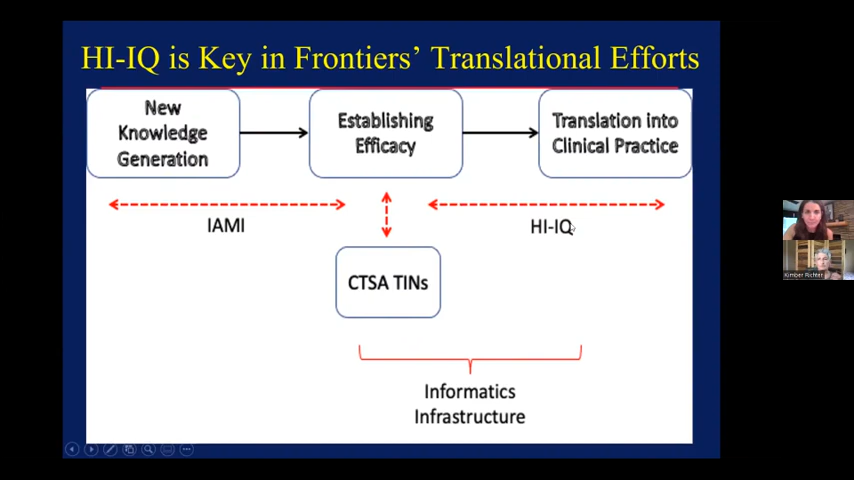 HI-IQ is Key in Frontiers' Translational Efforts
New
Knowledge
Generation
Establishing
Efficacy
Translation into
Clinical Practice
IAMI
HI-IQ
CTSA TINs
Informatics
Infrastructure
Kimber Richter